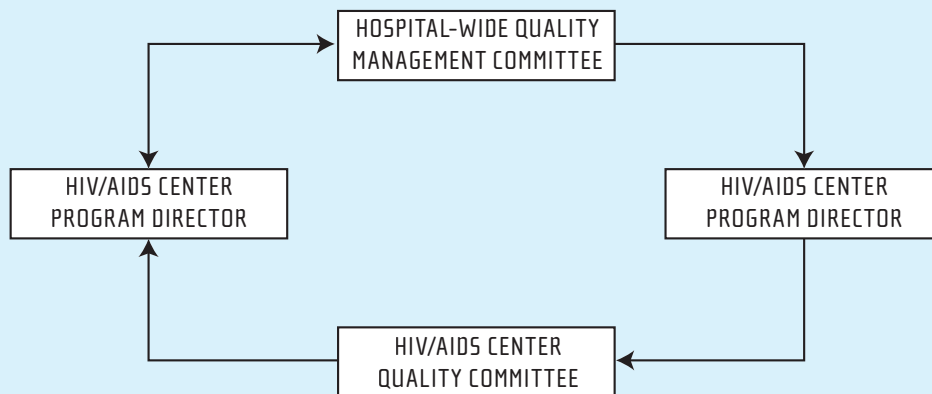 HOSPITAL-WIDE QUALITY
MANAGEMENT COMMITTEE
HIV/AIDS CENTER
PROGRAM DIRECTOR
HIV/AIDS CENTER
PROGRAM DIRECTOR
HIV/AIDS CENTER
QUALITY COMMITTEE